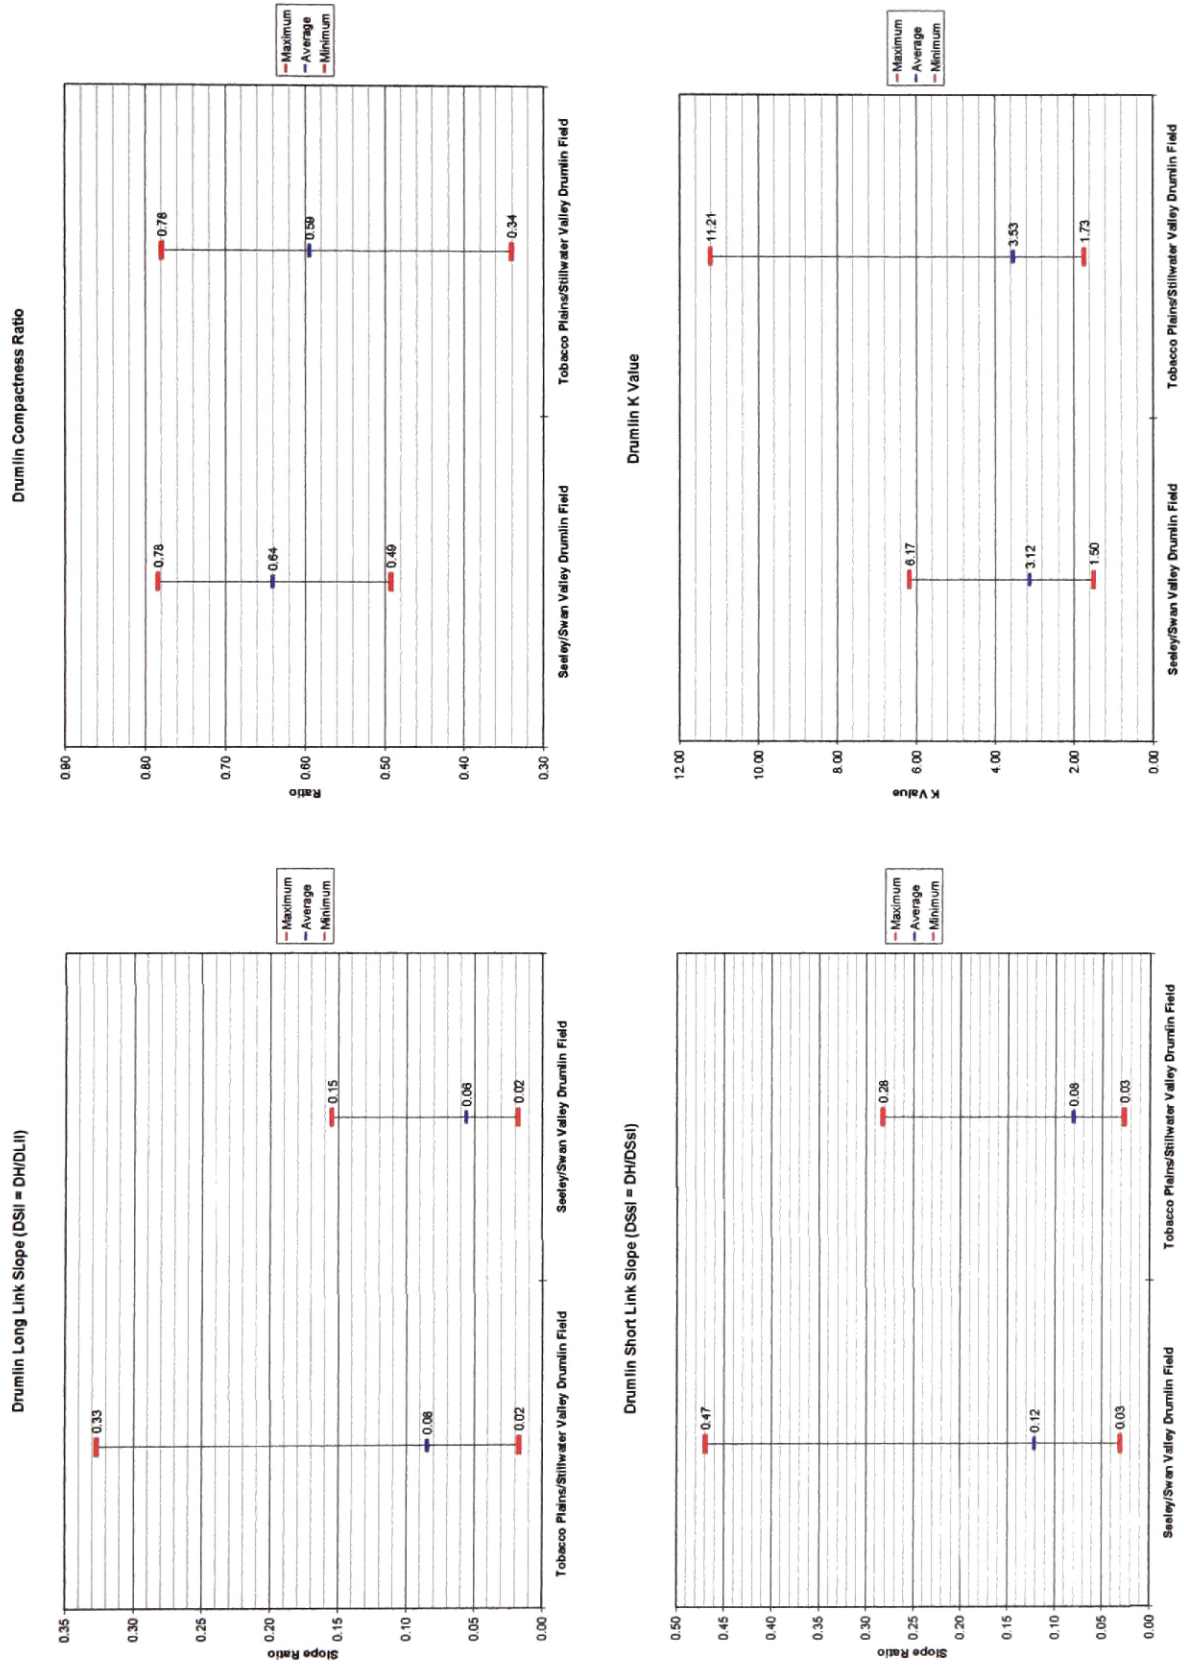 Drumlin Long Link Slope (DSll = DH/DLll)
0.35
0.30
0.25
0.20
0.15
0.10
0.05
0.00
Slope Ratio
0.33
0.08
0.02
0.15
0.06
0.02
Tobacco Plains/Stillwater Valley Drumlin Field
Seeley/Swan Valley Drumlin Field
Maximum
Average
Minimum
Drumlin Compactness Ratio
0.90
0.80
0.70
0.60
0.50
0.40
0.30
Ratio
0.78
0.64
0.49
0.78
0.59
0.34
Seeley/Swan Valley Drumlin Field
Tobacco Plains/Stillwater Valley Drumlin Field
Maximum
Average
Minimum
Drumlin Short Link Slope (DSsl = DH/DSsl)
0.50
0.45
0.40
0.35
0.30
0.25
0.20
0.15
0.10
0.05
0.00
Slope Ratio
0.47
0.12
0.03
0.28
0.08
0.03
Seeley/Swan Valley Drumlin Field
Tobacco Plains/Stillwater Valley Drumlin Field
Maximum
Average
Minimum
Drumlin K Value
12.00
10.00
8.00
6.00
4.00
2.00
0.00
K Value
6.17
3.12
1.50
11.21
3.53
1.73
Seeley/Swan Valley Drumlin Field
Tobacco Plains/Stillwater Valley Drumlin Field
Maximum
Average
Minimum